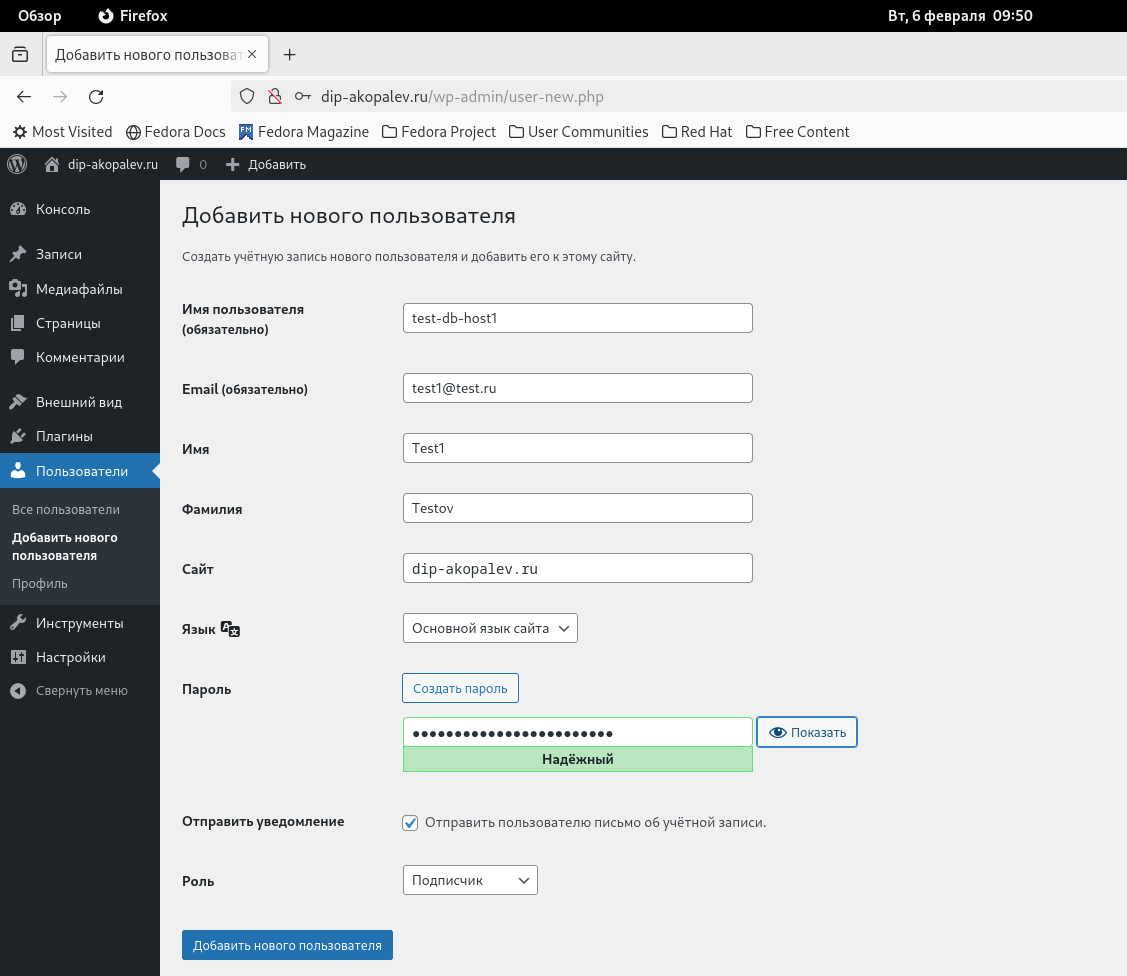 Обзор Firefox Вт, 6 февраля 09:50
Добавить нового пользоват
dip-akopalev.ru/wp-admin/user-new.php
Most Visited Fedora Docs Fedora Magazine Fedora Project User Communities Red Hat Free Content
dip-akopalev.ru 0 Добавить
Консоль
Записи
Медиафайлы
Страницы
Комментарии
Внешний вид
Плагины
Пользователи
Все пользователи
Добавить нового
пользователя
Профиль
Инструменты
Настройки
Свернуть меню
Добавить нового пользователя
Создать учётную запись нового пользователя и добавить его к этому сайту.
Имя пользователя
(обязательно)
test-db-host1
Email (обязательно)
test1@test.ru
Имя
Test1
Фамилия
Testov
Сайт
dip-akopalev.ru
Язык
Основной язык сайта
Пароль
Создать пароль
••••••••••••••••••••••••
Показать
Надёжный
Отправить уведомление
Отправить пользователю письмо об учётной записи.
Роль
Подписчик
Добавить нового пользователя